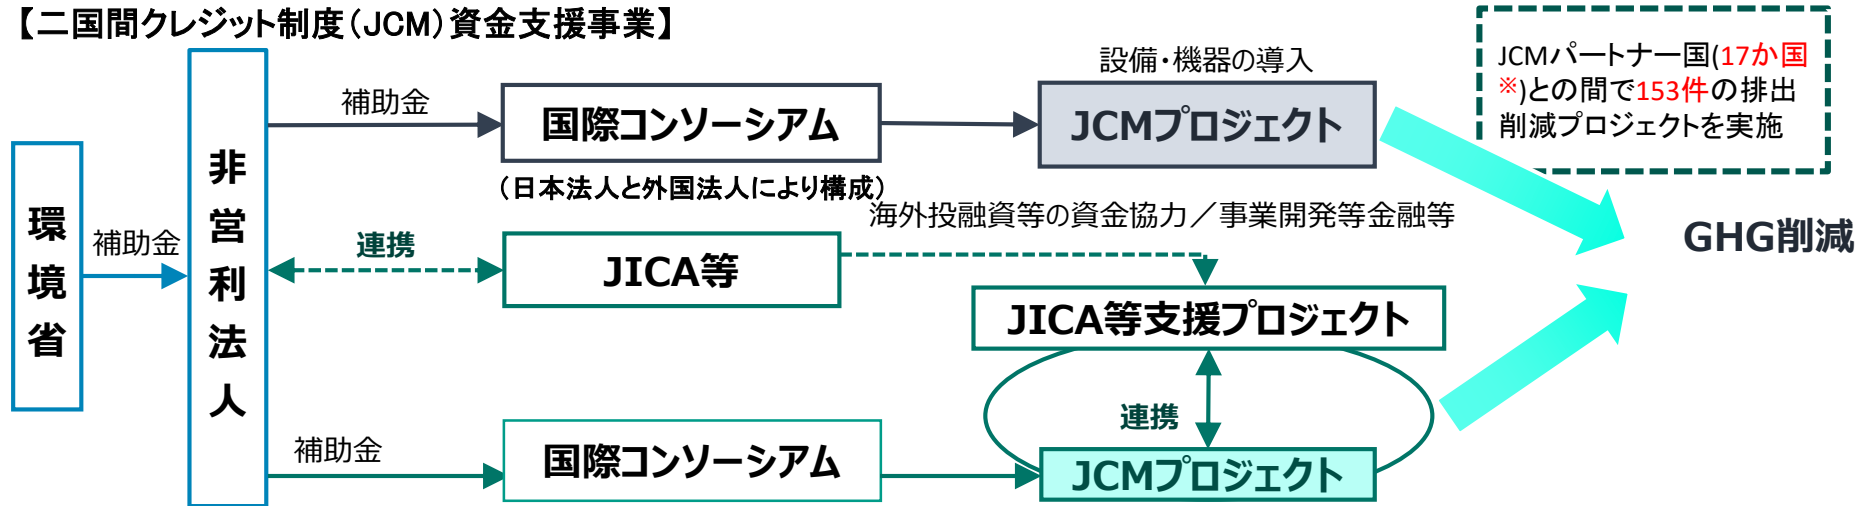 【二国間クレジット制度（JCM）資金支援事業】
JCMパートナー国(17か国
※)との間で153件の排出
削減プロジェクトを実施
設備・機器の導入
補助金
国際コンソーシアム
JCMプロジェクト
（日本法人と外国法人により構成）
環境省
補助金
非営利法人
連携
JICA等
海外投融資等の資金協力／事業開発等金融等
GHG削減
JICA等支援プロジェクト
連携
補助金
国際コンソーシアム
JCMプロジェクト